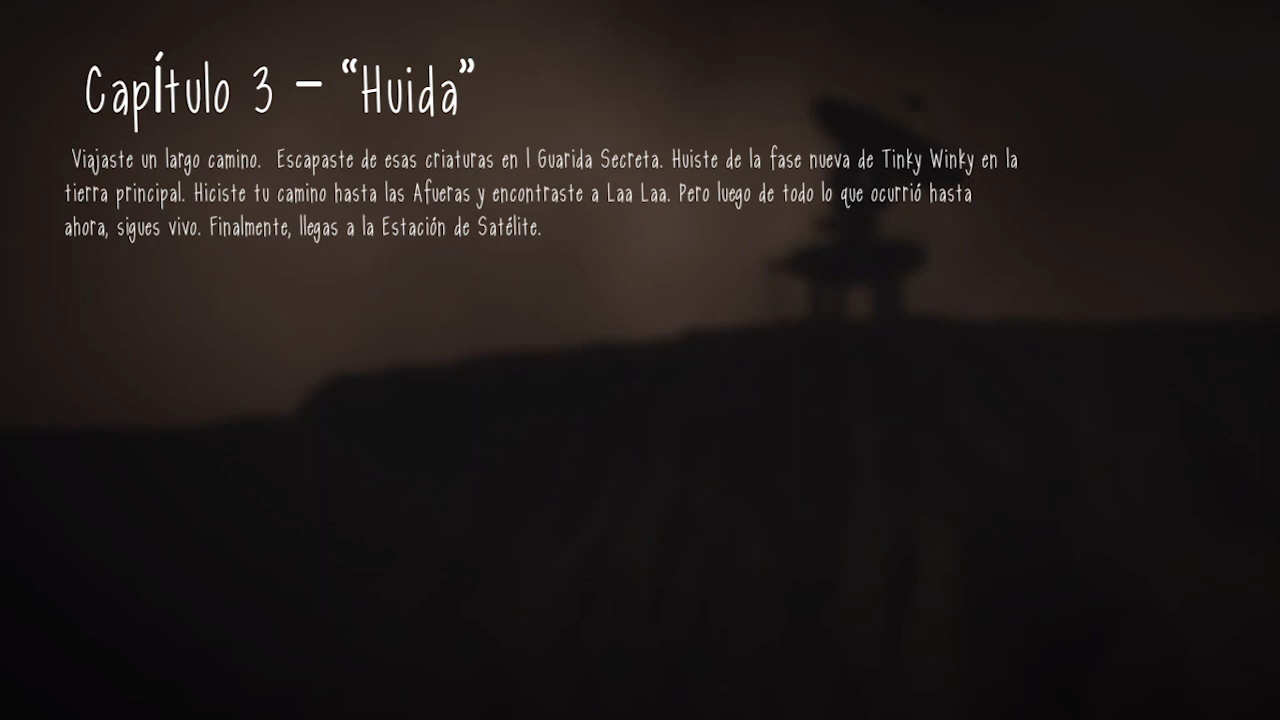 Capítulo 3 – “Huida”
Viajaste un largo camino. Escapaste de esas criaturas en l Guarida Secreta. Huiste de la fase nueva de Tinky Winky en la
tierra principal. Hiciste tu camino hasta las Afueras y encontraste a Laa Laa. Pero luego de todo lo que ocurrió hasta
ahora, sigues vivo. Finalmente, llegas a la Estación de Satélite.